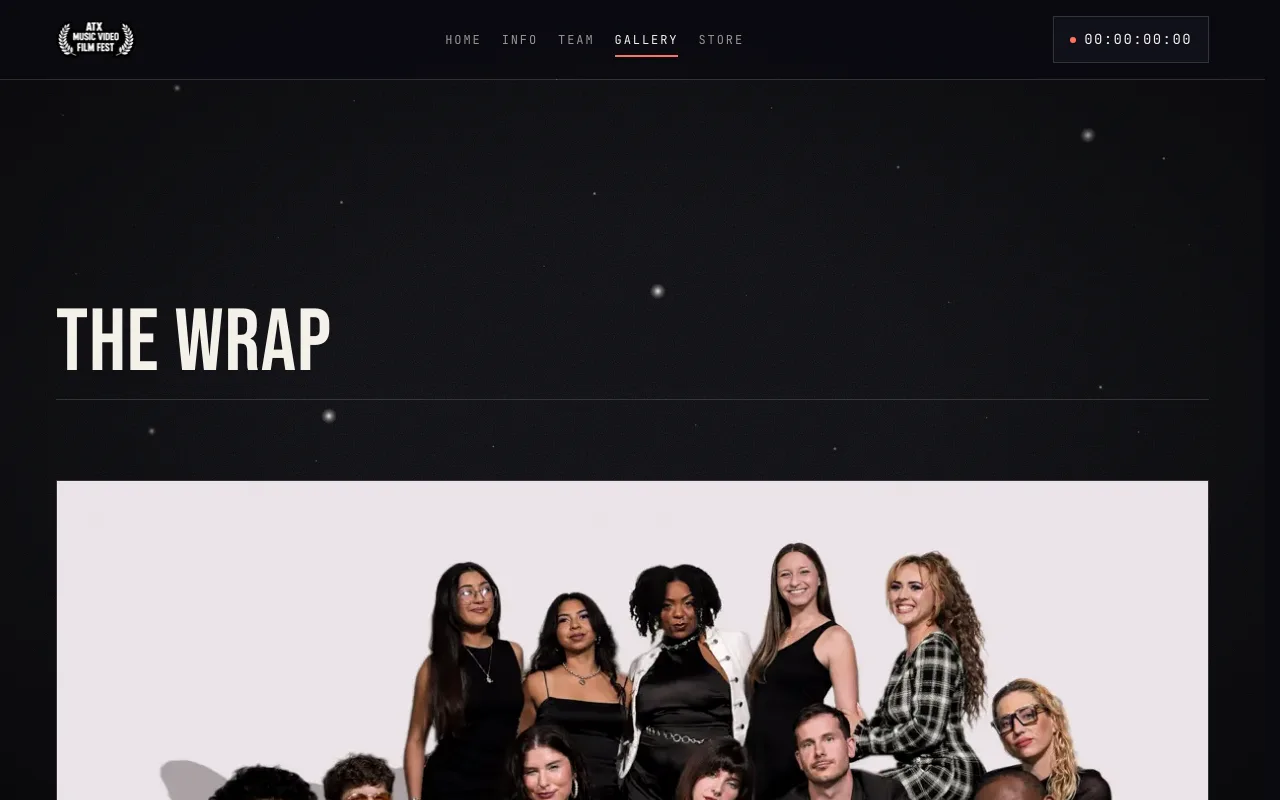 ATX
MUSIC VIDEO
FILM FEST
HOME INFO TEAM GALLERY STORE
00:00:00:00
THE WRAP